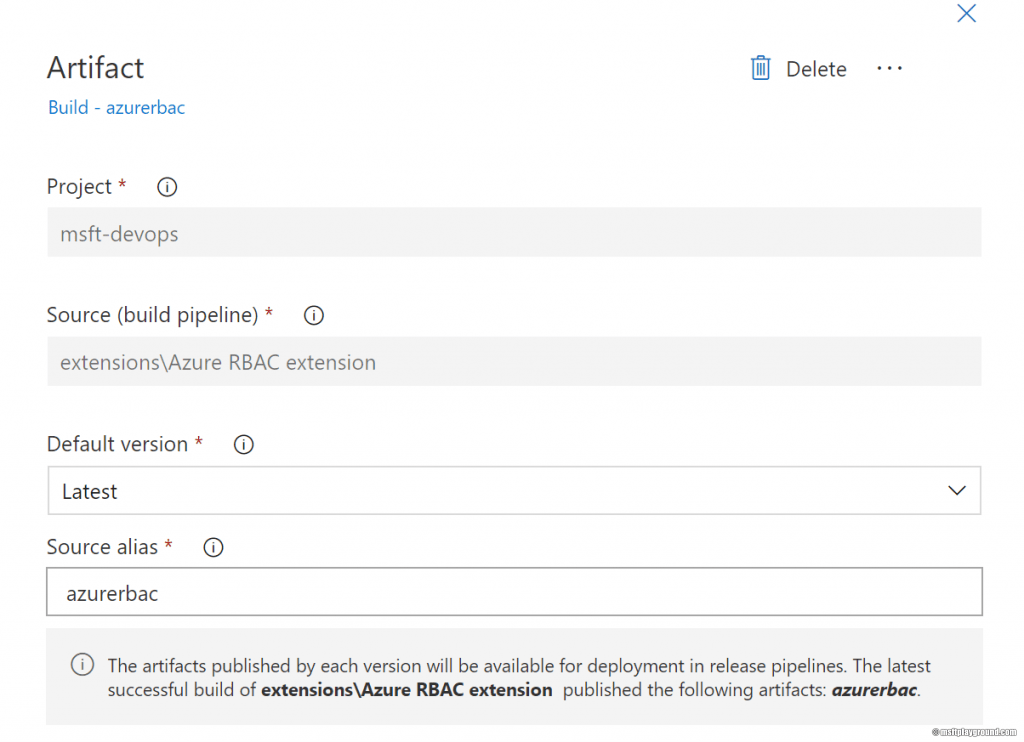 Artifact
Delete
Build - azurerbac
Project *
msft-devops
Source (build pipeline) *
extensions\Azure RBAC extension
Default version *
Latest
Source alias *
azurerbac
The artifacts published by each version will be available for deployment in release pipelines. The latest
successful build of extensions\Azure RBAC extension published the following artifacts: azurerbac.
©msftplayground.com